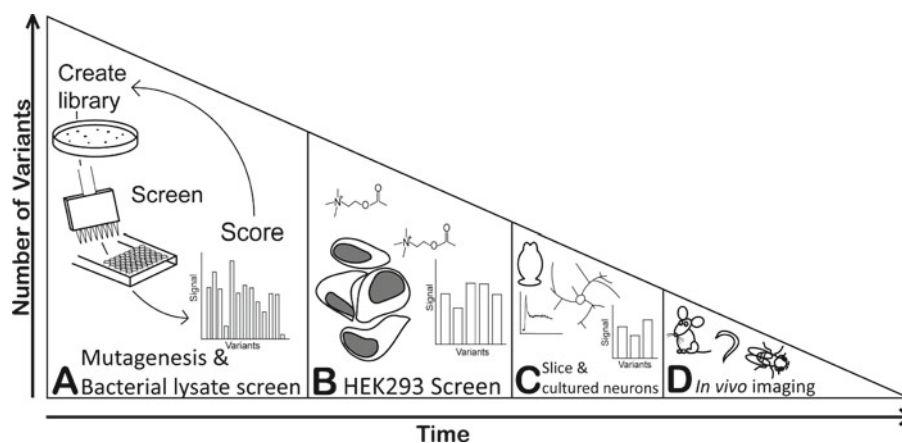 Number of Variants
Create
library
Screen
Score
Signal
Variants
A Mutagenesis &
Bacterial lysate screen
N⁺
O
O
N⁺
O
O
Signal
Variants
B HEK293 Screen
Signal
Variants
C Slice &
cultured neurons
D In vivo imaging
Time